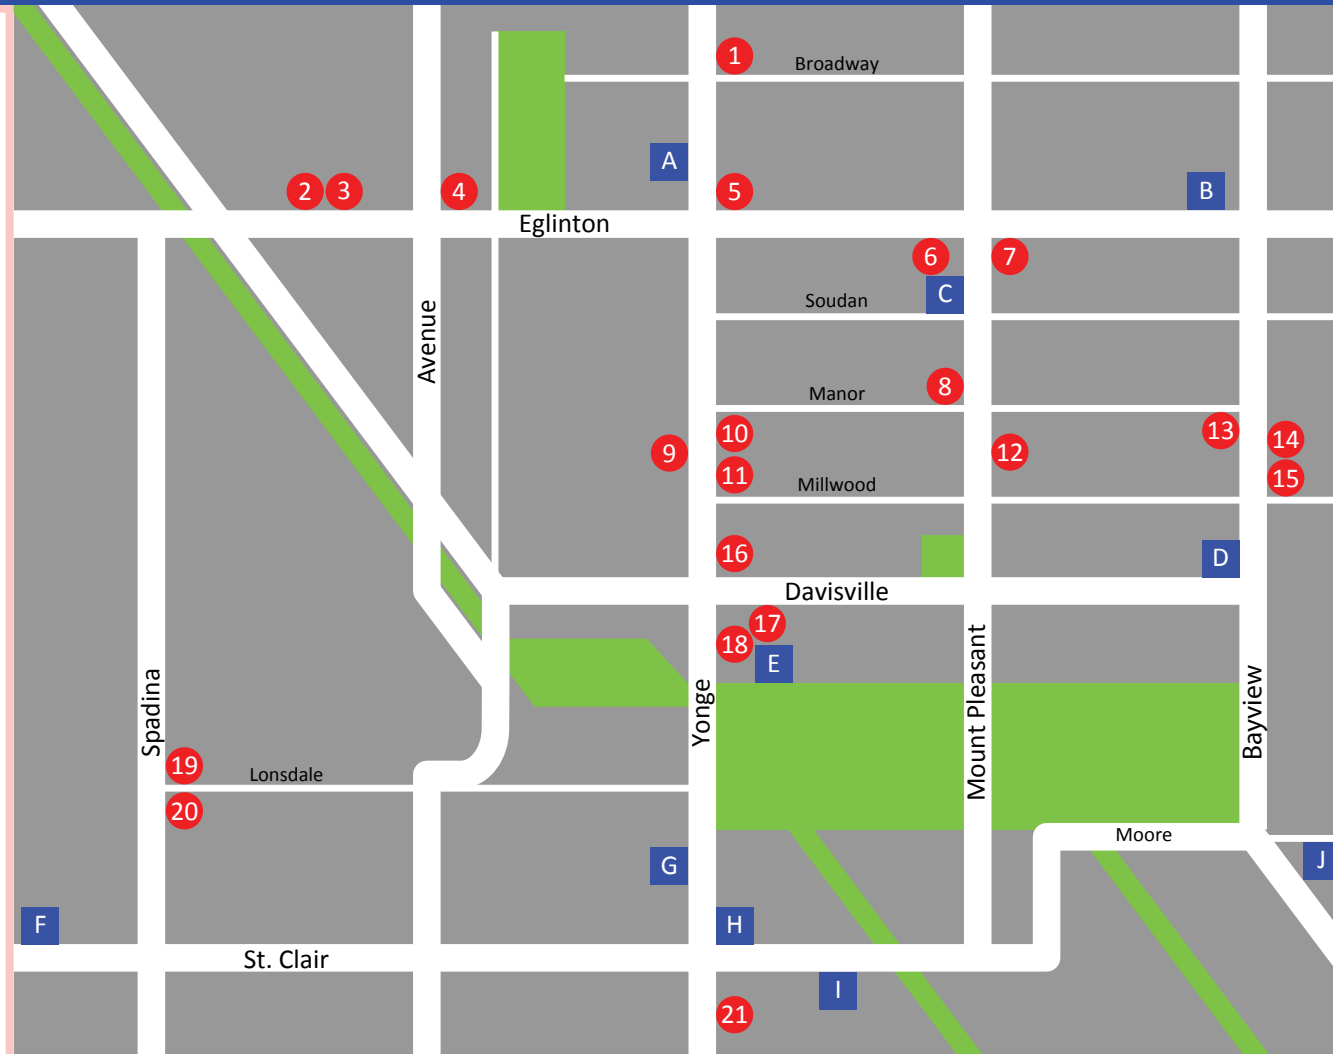 1
Broadway
A
2
3
4
5
B
Eglinton
6
7
C
Soudan
Avenue
8
Manor
9
10
11
12
13
14
15
Millwood
16
D
Davisville
17
18
E
Spadina
Yonge
Mount Pleasant
Bayview
19
Lonsdale
20
Moore
G
J
F
H
St. Clair
I
21